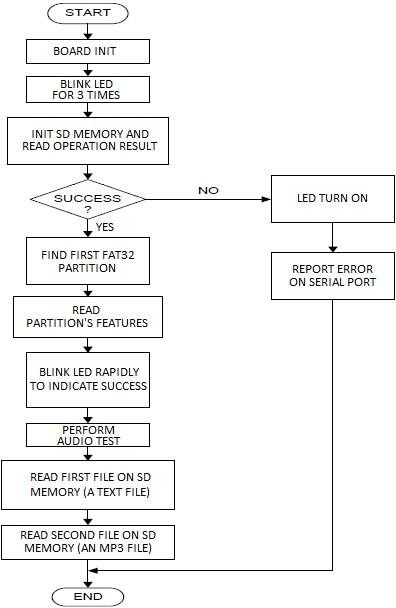 START
BOARD INIT
BLINK LED
FOR 3 TIMES
INIT SD MEMORY AND
READ OPERATION RESULT
SUCCESS
?
NO
LED TURN ON
YES
FIND FIRST FAT32
PARTITION
REPORT ERROR
ON SERIAL PORT
READ
PARTITION'S FEATURES
BLINK LED RAPIDLY
TO INDICATE SUCCESS
PERFORM
AUDIO TEST
READ FIRST FILE ON SD
MEMORY (A TEXT FILE)
READ SECOND FILE ON SD
MEMORY (AN MP3 FILE)
END